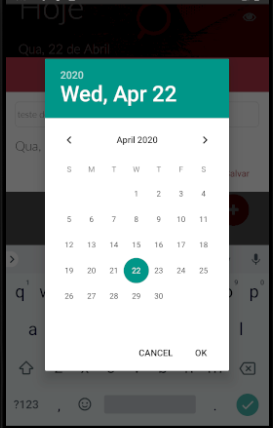 Hoje
Qua, 22 de Abril
2020
Wed, Apr 22
April 2020
S M T W T F S
1 2 3 4
5 6 7 8 9 10 11
12 13 14 15 16 17 18
19 20 21 22 23 24 25
26 27 28 29 30
teste
Qua,
alvar
CANCEL OK
q p
a l
?123 , .